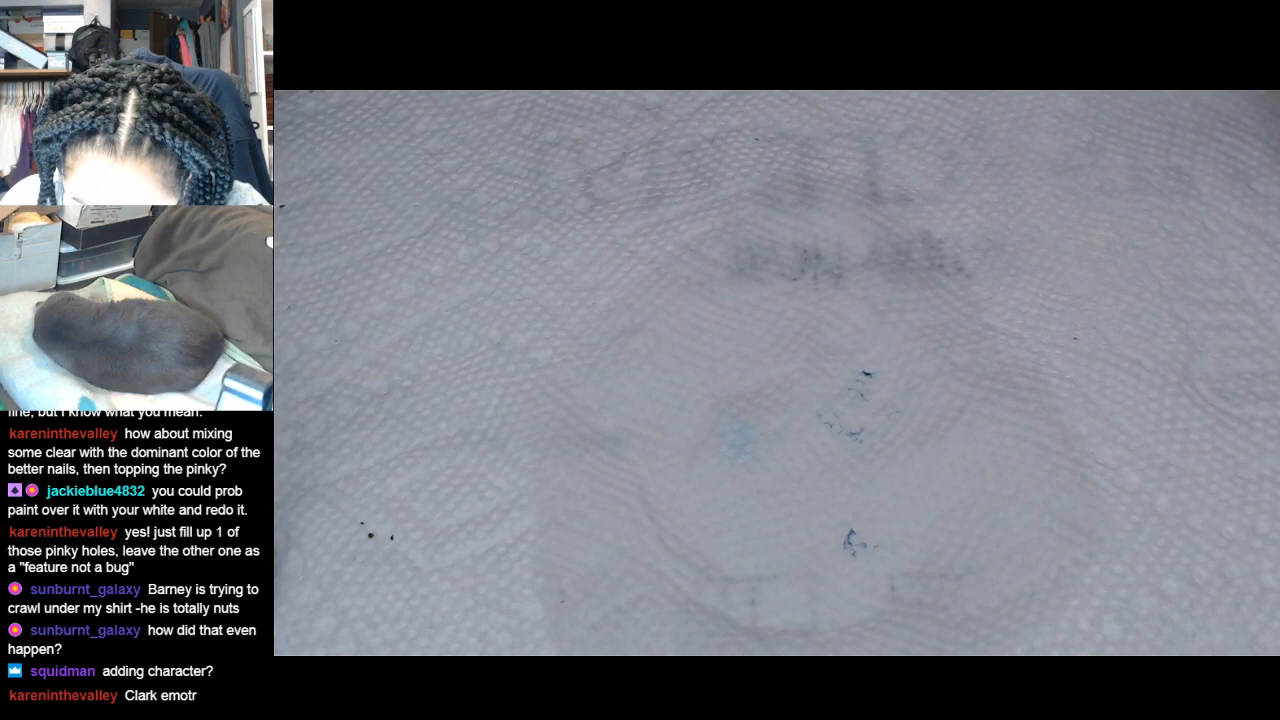 fine, but I know what you mean.
kareninthevalley how about mixing
some clear with the dominant color of the
better nails, then topping the pinky?
jackieblue4832 you could prob
paint over it with your white and redo it.
kareninthevalley yes! just fill up 1 of
those pinky holes, leave the other one as
a "feature not a bug"
sunburnt_galaxy Barney is trying to
crawl under my shirt -he is totally nuts
sunburnt_galaxy how did that even
happen?
squidman adding character?
kareninthevalley Clark emotr